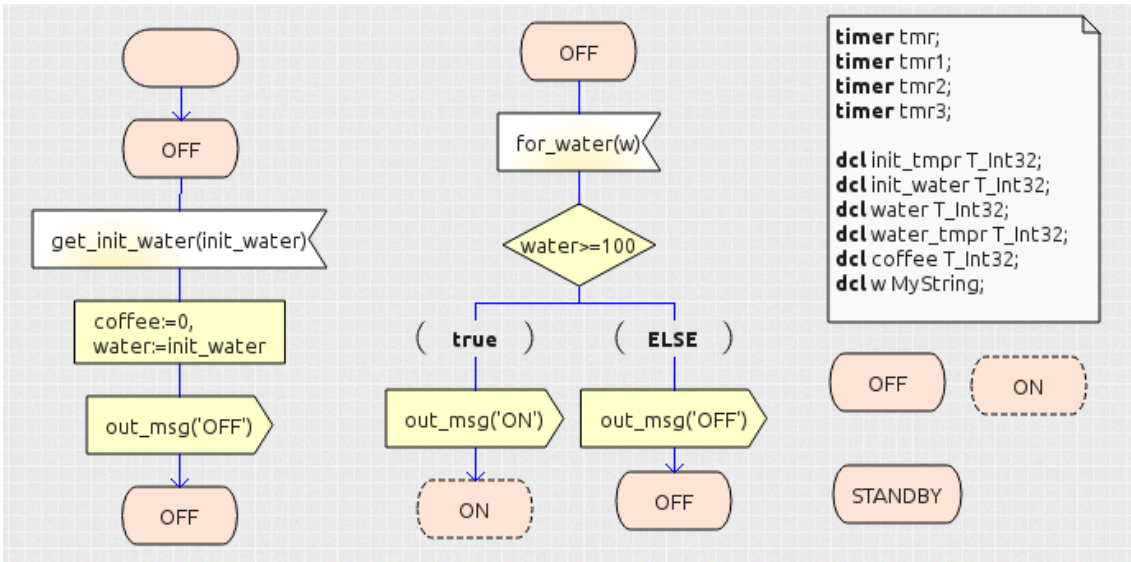 OFF
get_init_water(init_water)
coffee:=0,
water:=init_water
out_msg('OFF')
OFF
OFF
for_water(w)
water>=100
( true )
( ELSE )
out_msg('ON')
out_msg('OFF')
ON
OFF
timer tmr;
timer tmr1;
timer tmr2;
timer tmr3;
dcl init_tmpr T_Int32;
dcl init_water T_Int32;
dcl water T_Int32;
dcl water_tmpr T_Int32;
dcl coffee T_Int32;
dcl w MyString;
OFF
ON
STANDBY